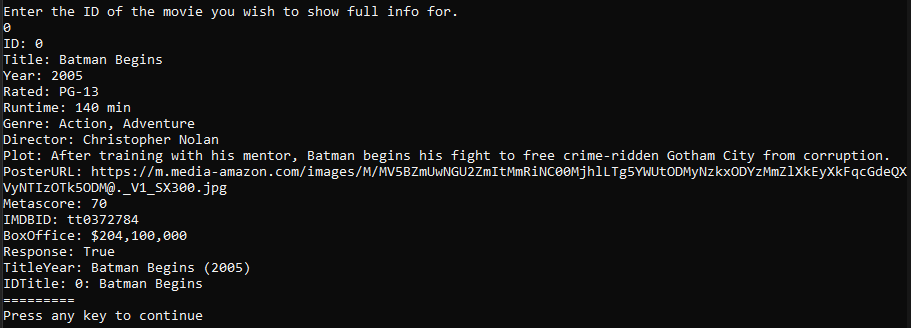 Enter the ID of the movie you wish to show full info for.
0
ID: 0
Title: Batman Begins
Year: 2005
Rated: PG-13
Runtime: 140 min
Genre: Action, Adventure
Director: Christopher Nolan
Plot: After training with his mentor, Batman begins his fight to free crime-ridden Gotham City from corruption.
PosterURL: https://m.media-amazon.com/images/M/MV5BZmUwNGU2ZmItMmRiNC00MjhlLTg5YWUtODMyNzkxODYzMmZlXkEyXkFqcGdeQX
VyNTIzOTk5ODM@._V1_SX300.jpg
Metascore: 70
IMDBID: tt0372784
BoxOffice: $204,100,000
Response: True
TitleYear: Batman Begins (2005)
IDTitle: 0: Batman Begins
=========
Press any key to continue